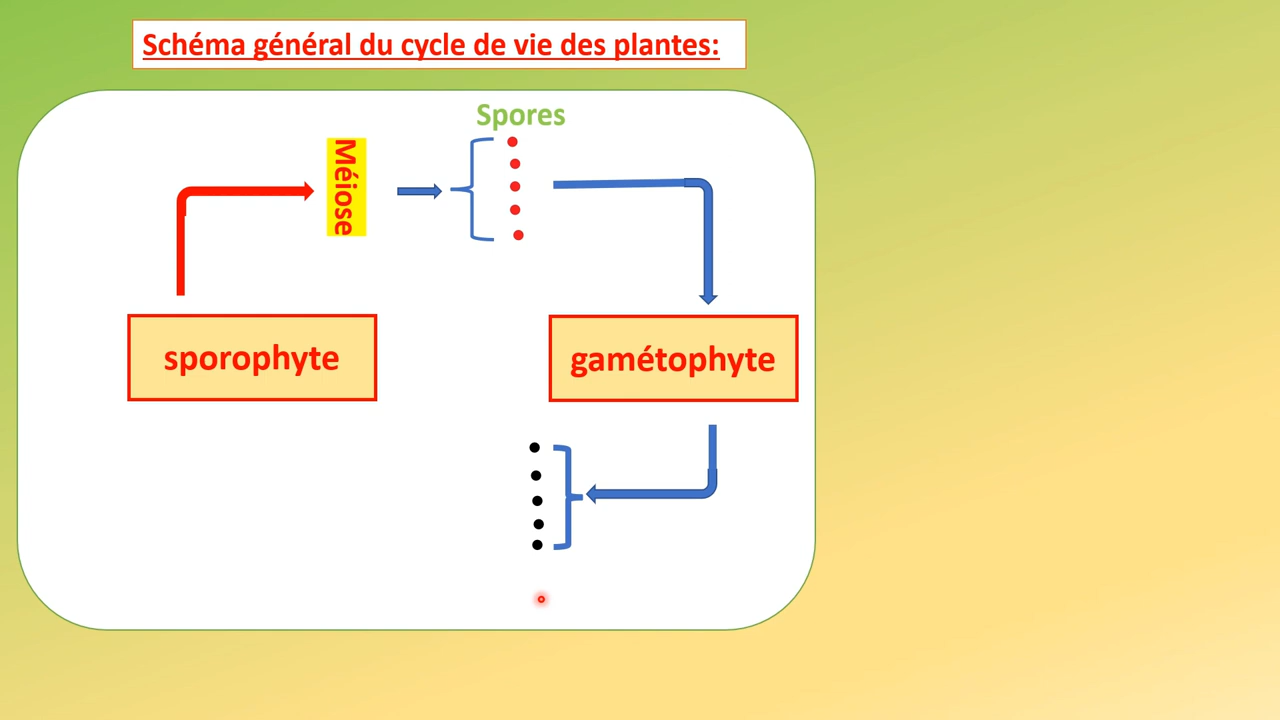 Schéma général du cycle de vie des plantes:
Spores
Méiose
sporophyte
gamétophyte